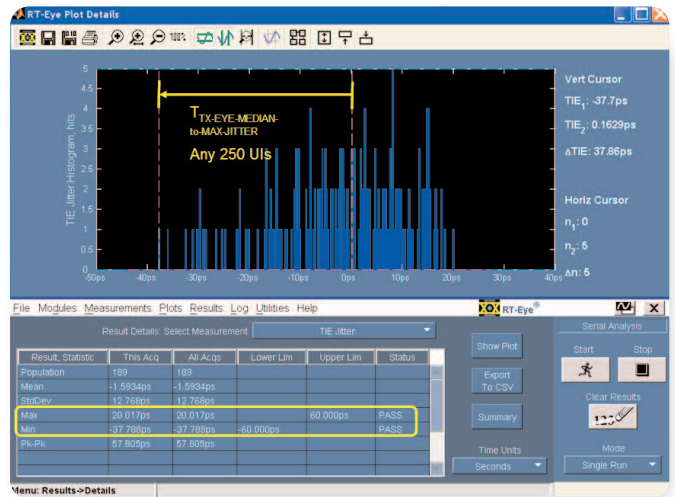 RT-Eye Plot Details
100%
5
4.5
4
3.5
3
2.5
2
1.5
1
0.5
0
TIE Jitter Histogram, hits
-50ps -40ps -30ps -20ps -10ps 0ps 10ps 20ps 30ps 40ps
T TX-EYE-MEDIAN-
to-MAX-JITTER
Any 250 UIs
Vert Cursor
TIE1: -37.7ps
TIE2: 0.1629ps
ΔTIE: 37.86ps
Horiz Cursor
n1: 0
n2: 5
Δn: 5
File Modules Measurements Plots Results Log Utilities Help
RT-Eye®
X
Result Details: Select Measurement TIE Jitter
Result, Statistic This Acq All Acqs Lower Lim Upper Lim Status
Population 189 189
Mean -1.5934ps -1.5934ps
StdDev 12.768ps 12.768ps
Max 20.017ps 20.017ps 60.000ps PASS
Min -37.788ps -37.788ps -60.000ps PASS
Pk-Pk 57.805ps 57.805ps
Show Plot
Export
To CSV
Summary
Time Units
Seconds
Serial Analysis
Start Stop
Clear Results
Mode
Single Run
Menu: Results->Details